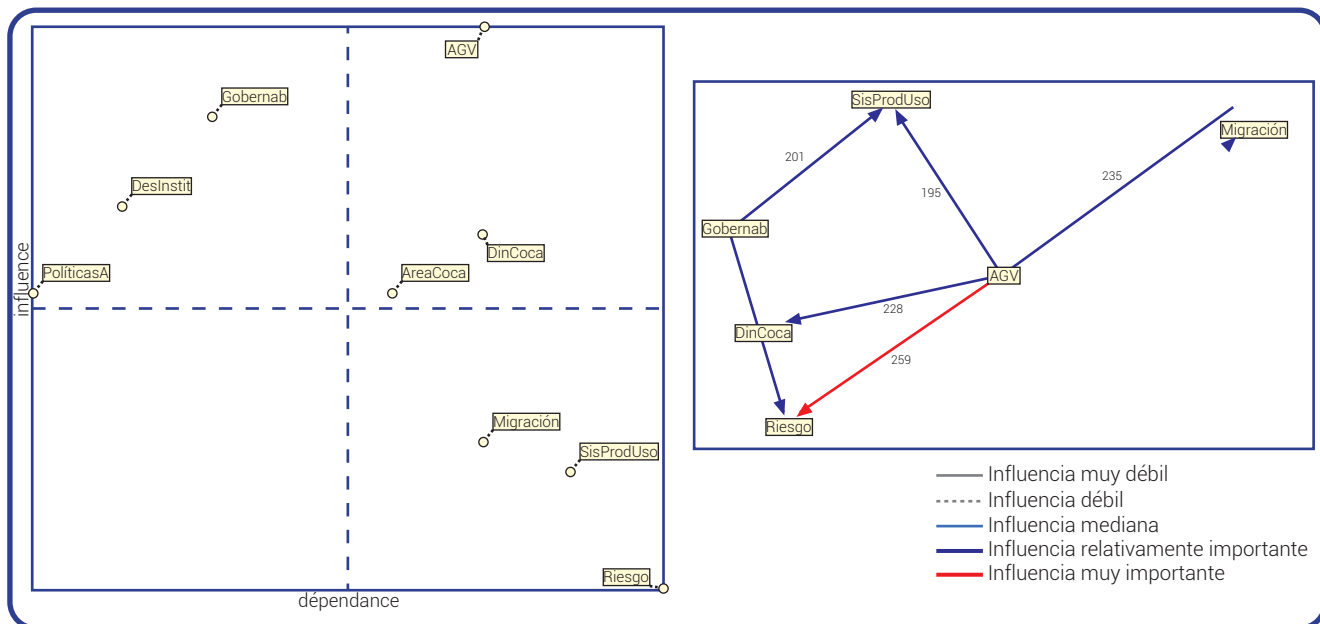 AGV
Gobernab
DesInstit
DinCoca
PolíticasA
AreaCoca
influence
Migración
SisProdUso
Riesgo
dépendance
SisProdUso
Migración
201
235
195
Gobernab
AGV
228
DinCoca
259
Riesgo
Influencia muy débil
Influencia débil
Influencia mediana
Influencia relativamente importante
Influencia muy importante